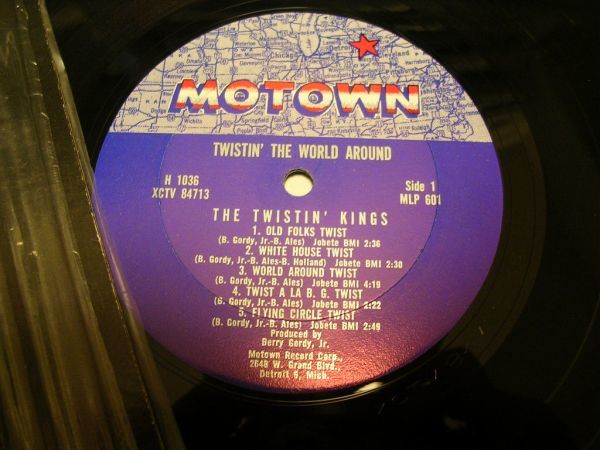 MOTOWN
TWISTIN' THE WORLD AROUND
H 1036
XCTV 84713
Side 1
MLP 601
THE TWISTIN' KINGS
1. OLD FOLKS TWIST
(B. Gordy, Jr.-B. Ales) Jobete BMI 2:36
2. WHITE HOUSE TWIST
(B. Gordy, Jr.-B. Ales-B. Holland) Jobete BMI 2:30
3. WORLD AROUND TWIST
(B. Gordy, Jr.-B. Ales) Jobete BMI 4:19
4. TWIST A LA B. G. TWIST
(B. Gordy, Jr.-B. Ales) Jobete BMI 2:22
5. FLYING CIRCLE TWIST
(B. Gordy, Jr.-B. Ales) Jobete BMI 2:49
Produced by
Berry Gordy, Jr.
Motown Record Corp.,
2648 W. Grand Blvd.,
Detroit 8, Mich.